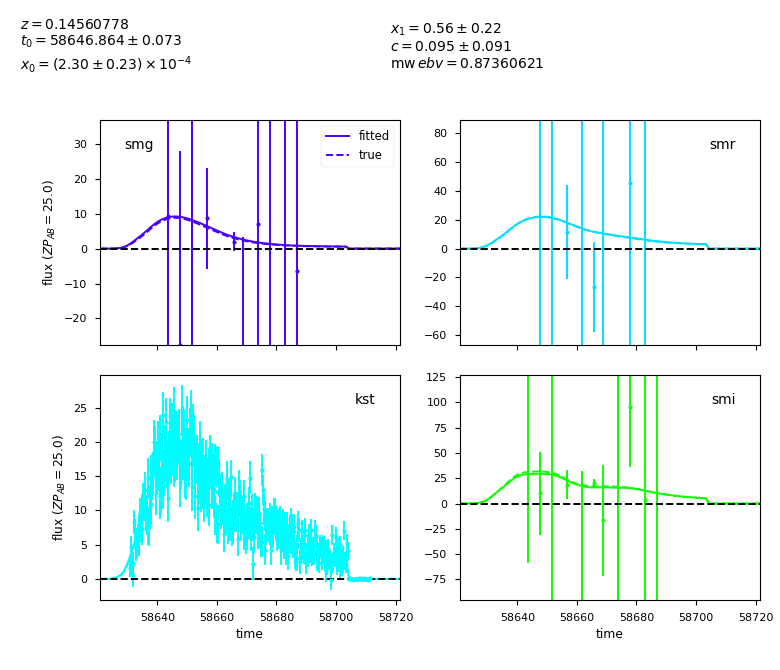 z = 0.14560778
t₀ = 58646.864 ± 0.073
x₀ = (2.30 ± 0.23) × 10⁻⁴
x₁ = 0.56 ± 0.22
c = 0.095 ± 0.091
mw ebv = 0.87360621
smg
fitted
true
30
20
10
0
−10
−20
flux (ZP_AB = 25.0)
smr
80
60
40
20
0
−20
−40
−60
kst
25
20
15
10
5
0
flux (ZP_AB = 25.0)
58640 58660 58680 58700 58720
time
smi
125
100
75
50
25
0
−25
−50
−75
58640 58660 58680 58700 58720
time